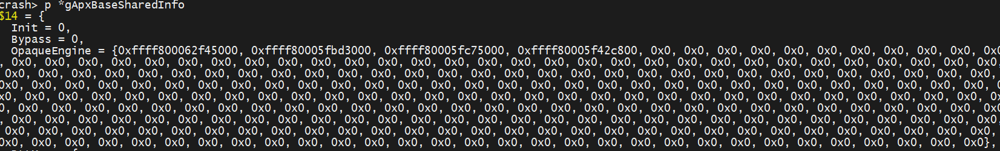 crash> p *gApxBaseSharedInfo
$14 = {
Init = 0,
Bypass = 0,
OpaqueEngine = {0xffff800062f45000, 0xffff80005fbd3000, 0xffff80005fc75000, 0xffff80005f42c800, 0x0, 0x0, 0x0, 0x0, 0x0, 0x0, 0x0, 0x0, 0x0, 0x0, 0x0
, 0x0, 0x0, 0x0, 0x0, 0x0, 0x0, 0x0, 0x0, 0x0, 0x0, 0x0, 0x0, 0x0, 0x0, 0x0, 0x0, 0x0, 0x0, 0x0, 0x0, 0x0, 0x0, 0x0, 0x0, 0x0, 0x0, 0x0, 0x0, 0x0, 0x0
0x0, 0x0, 0x0, 0x0, 0x0, 0x0, 0x0, 0x0, 0x0, 0x0, 0x0, 0x0, 0x0, 0x0, 0x0, 0x0, 0x0, 0x0, 0x0, 0x0, 0x0, 0x0, 0x0, 0x0, 0x0, 0x0, 0x0, 0x0, 0x0, 0x0,
0x0, 0x0, 0x0, 0x0, 0x0, 0x0, 0x0, 0x0, 0x0, 0x0, 0x0, 0x0, 0x0, 0x0, 0x0, 0x0, 0x0, 0x0, 0x0, 0x0, 0x0, 0x0, 0x0, 0x0, 0x0, 0x0, 0x0, 0x0, 0x0, 0x0,
x0, 0x0, 0x0, 0x0, 0x0, 0x0, 0x0, 0x0, 0x0, 0x0, 0x0, 0x0, 0x0, 0x0, 0x0, 0x0, 0x0, 0x0, 0x0, 0x0, 0x0, 0x0, 0x0, 0x0, 0x0, 0x0, 0x0, 0x0, 0x0, 0x0, 0
0, 0x0, 0x0, 0x0, 0x0, 0x0, 0x0, 0x0, 0x0, 0x0, 0x0, 0x0, 0x0, 0x0, 0x0, 0x0, 0x0, 0x0, 0x0, 0x0, 0x0, 0x0, 0x0, 0x0, 0x0, 0x0, 0x0, 0x0, 0x0, 0x0, 0x
, 0x0, 0x0, 0x0, 0x0, 0x0, 0x0, 0x0, 0x0, 0x0, 0x0, 0x0, 0x0, 0x0, 0x0, 0x0, 0x0, 0x0, 0x0, 0x0, 0x0, 0x0, 0x0, 0x0, 0x0, 0x0, 0x0, 0x0, 0x0, 0x0, 0x0
0x0, 0x0, 0x0, 0x0, 0x0, 0x0, 0x0, 0x0, 0x0, 0x0, 0x0, 0x0, 0x0, 0x0, 0x0, 0x0, 0x0, 0x0, 0x0, 0x0, 0x0, 0x0, 0x0, 0x0, 0x0, 0x0, 0x0, 0x0, 0x0, 0x0,
0x0, 0x0, 0x0, 0x0, 0x0, 0x0, 0x0, 0x0, 0x0, 0x0, 0x0, 0x0, 0x0, 0x0, 0x0, 0x0, 0x0, 0x0, 0x0, 0x0, 0x0, 0x0, 0x0, 0x0, 0x0, 0x0, 0x0, 0x0, 0x0, 0x0}